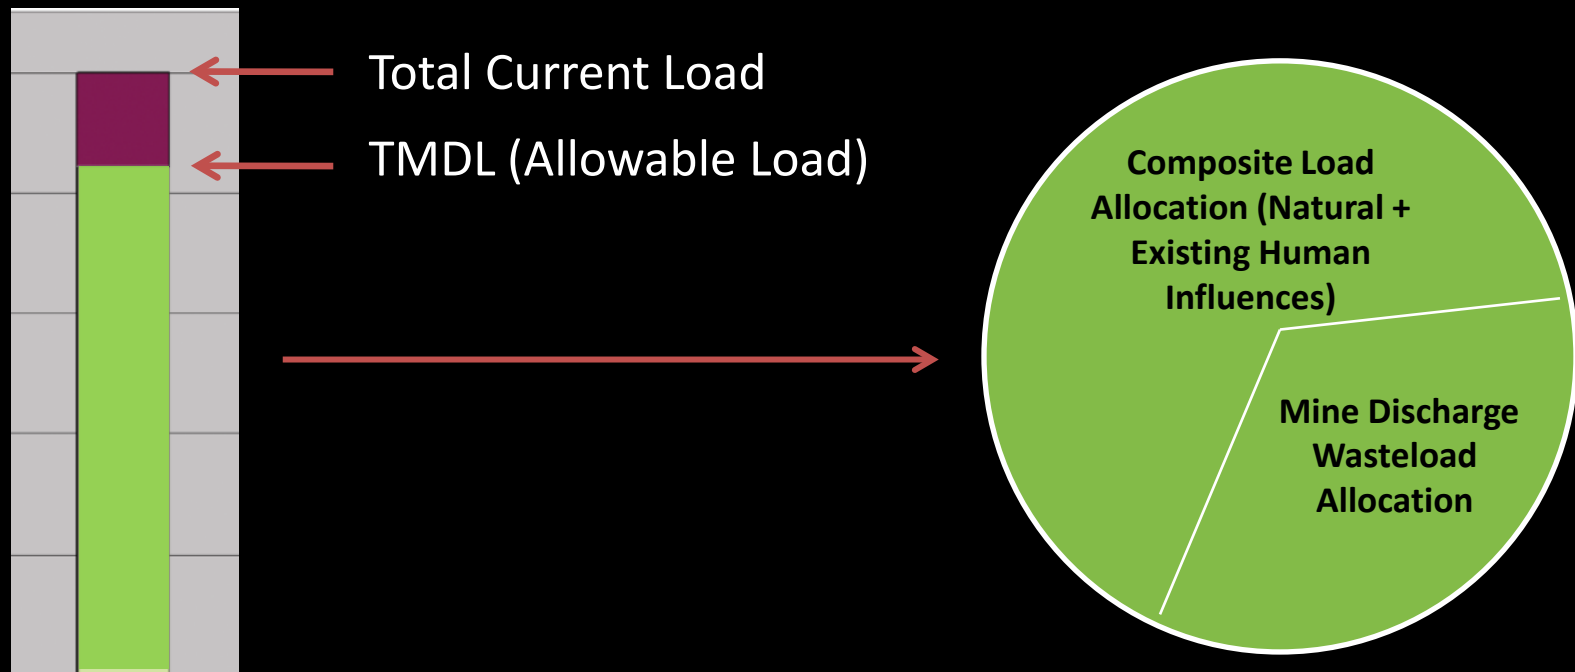 Total Current Load
TMDL (Allowable Load)
Composite Load
Allocation (Natural +
Existing Human
Influences)
Mine Discharge
Wasteload
Allocation